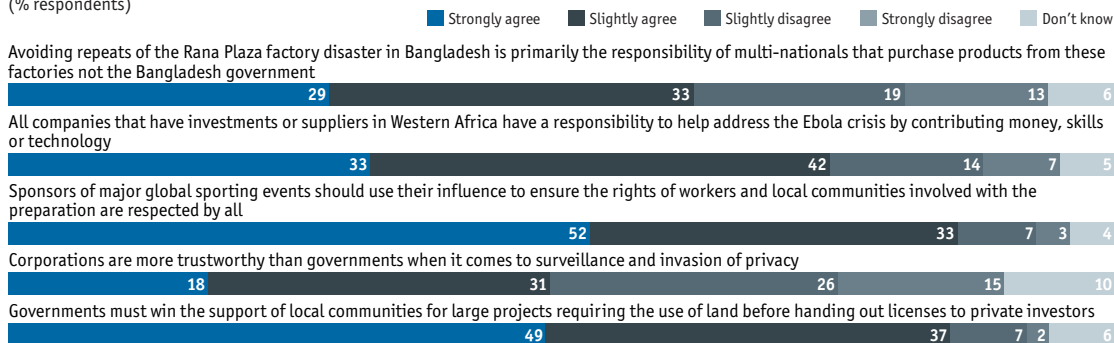 (% respondents)
Strongly agree Slightly agree Slightly disagree Strongly disagree Don't know
Avoiding repeats of the Rana Plaza factory disaster in Bangladesh is primarily the responsibility of multi-nationals that purchase products from these
factories not the Bangladesh government
29 33 19 13 6
All companies that have investments or suppliers in Western Africa have a responsibility to help address the Ebola crisis by contributing money, skills
or technology
33 42 14 7 5
Sponsors of major global sporting events should use their influence to ensure the rights of workers and local communities involved with the
preparation are respected by all
52 33 7 3 4
Corporations are more trustworthy than governments when it comes to surveillance and invasion of privacy
18 31 26 15 10
Governments must win the support of local communities for large projects requiring the use of land before handing out licenses to private investors
49 37 7 2 6